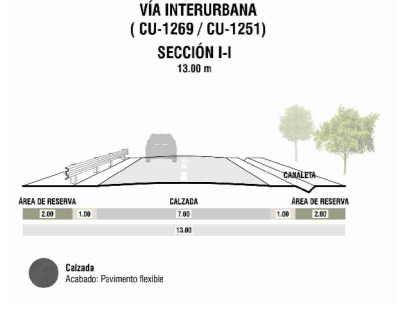 VÍA INTERURBANA
( CU-1269 / CU-1251)
SECCIÓN I-I
13.00 m
CANALETA
ÁREA DE RESERVA CALZADA ÁREA DE RESERVA
2.00 1.00 7.00 1.00 2.00
13.00
Calzada
Acabado: Pavimento flexible